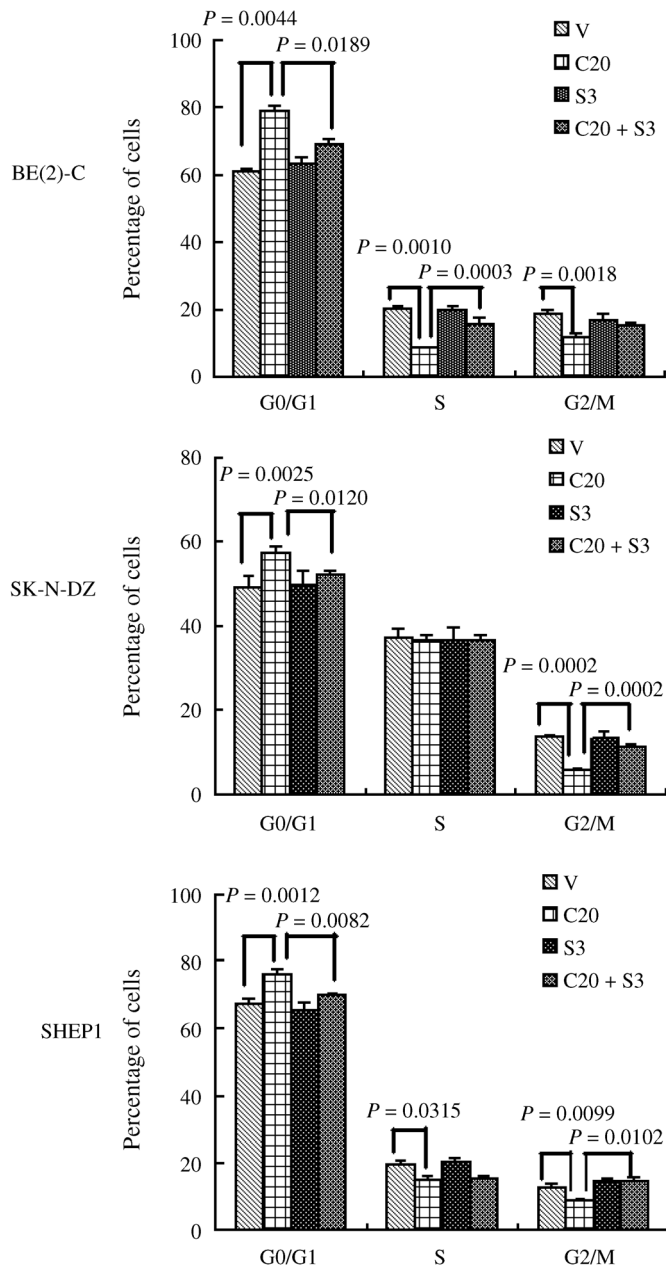 P = 0.0044
100
V
P = 0.0189
C20
80
S3
C20 + S3
60
BE(2)-C
Percentage of cells
40
P = 0.0010
P = 0.0003
P = 0.0018
20
0
G0/G1
S
G2/M
80
V
P = 0.0025
C20
P = 0.0120
S3
60
C20 + S3
SK-N-DZ
Percentage of cells
40
P = 0.0002
P = 0.0002
20
0
G0/G1
S
G2/M
100
V
P = 0.0012
C20
P = 0.0082
S3
80
C20 + S3
60
SHEP1
Percentage of cells
40
P = 0.0315
P = 0.0099
P = 0.0102
20
0
G0/G1
S
G2/M